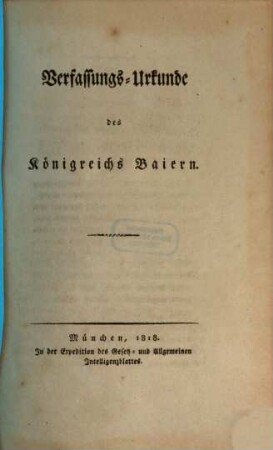 Verfassungs-Urkunde
des
Königreichs Baiern.
München, 1818.
In der Expedition des Gesetz- und Allgemeinen
Intelligenzblattes.